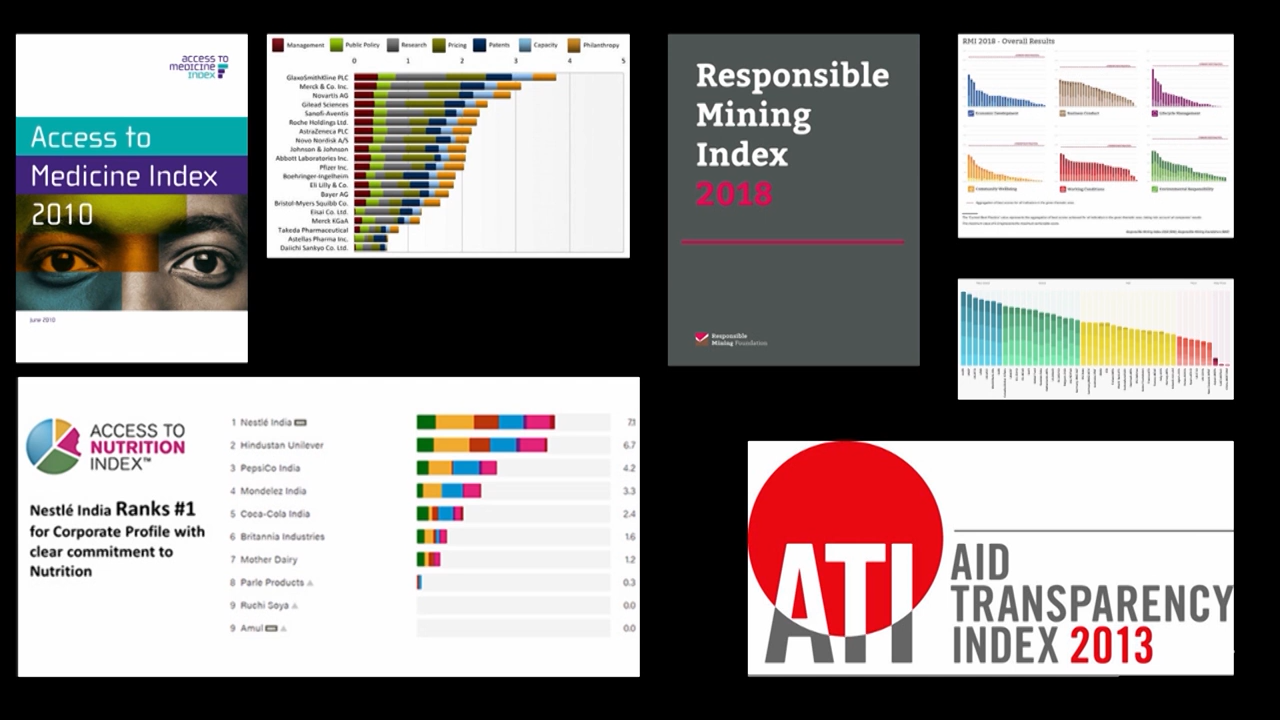 access to
medicine
index
Access to
Medicine Index
2010
June 2010
Management Public Policy Research Pricing Patents Capacity Philanthropy
0 1 2 3 4 5
GlaxoSmithKline PLC
Merck & Co. Inc.
Novartis AG
Gilead Sciences
Sanofi-Aventis
Roche Holdings Ltd.
AstraZeneca PLC
Novo Nordisk A/S
Johnson & Johnson
Abbott Laboratories Inc.
Pfizer Inc.
Boehringer-Ingelheim
Eli Lilly & Co.
Bayer AG
Bristol-Myers Squibb Co.
Eisai Co. Ltd.
Merck KGaA
Takeda Pharmaceutical
Astellas Pharma Inc.
Daiichi Sankyo Co. Ltd.
Responsible
Mining
Index
2018
Responsible
Mining Foundation
RMI 2018 - Overall Results
Economic Development
Business Conduct
Lifecycle Management
Community Wellbeing
Working Conditions
Environmental Responsibility
ACCESS TO
NUTRITION
INDEX™
Nestlé India Ranks #1
for Corporate Profile with
clear commitment to
Nutrition
1 Nestlé India 7.1
2 Hindustan Unilever 6.7
3 PepsiCo India 4.2
4 Mondelez India 3.3
5 Coca-Cola India 2.4
6 Britannia Industries 1.6
7 Mother Dairy 1.2
8 Parle Products 0.3
9 Ruchi Soya 0.0
9 Amul 0.0
ATI
AID
TRANSPARENCY
INDEX 2013